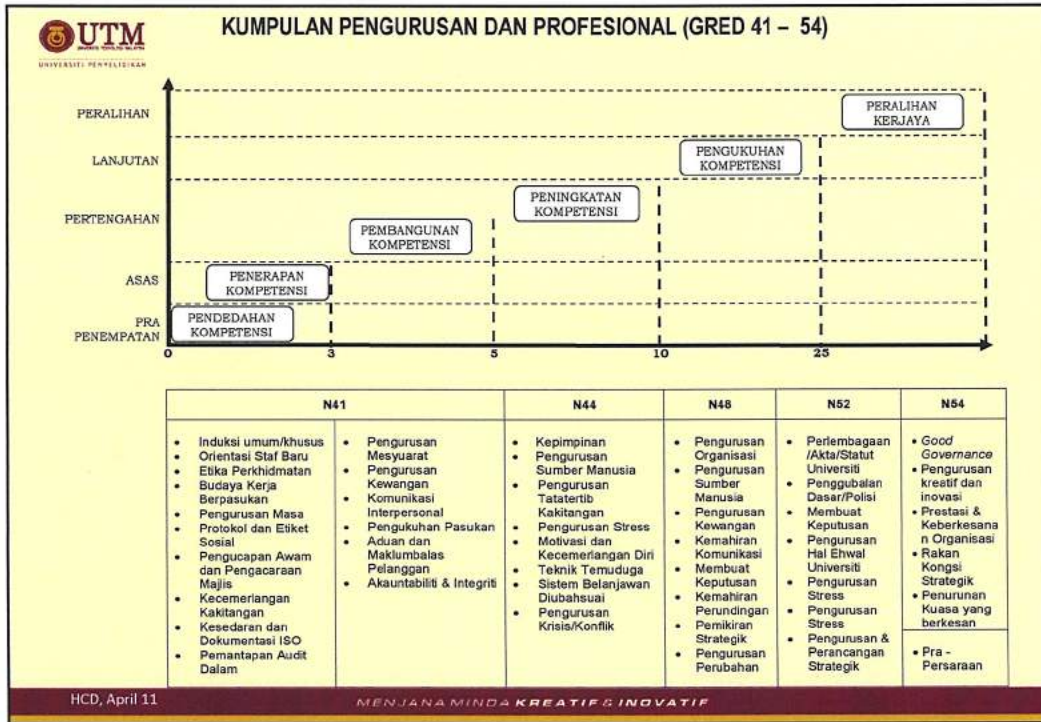 UTM
UNIVERSITI TEKNOLOGI MALAYSIA
UNIVERSITI PENYELIDIKAN
KUMPULAN PENGURUSAN DAN PROFESIONAL (GRED 41 – 54)
PERALIHAN
LANJUTAN
PERTENGAHAN
ASAS
PRA
PENEMPATAN
PERALIHAN
KERJAYA
PENGUKUHAN
KOMPETENSI
PENINGKATAN
KOMPETENSI
PEMBANGUNAN
KOMPETENSI
PENERAPAN
KOMPETENSI
PENDEDAHAN
KOMPETENSI
0 3 5 10 25
N41
• Induksi umum/khusus
• Orientasi Staf Baru
• Etika Perkhidmatan
• Budaya Kerja
Berpasukan
• Pengurusan Masa
• Protokol dan Etiket
Sosial
• Pengucapan Awam
dan Pengacaraan
Majlis
• Kecemerlangan
Kakitangan
• Kesedaran dan
Dokumentasi ISO
• Pemantapan Audit
Dalam
• Pengurusan
Mesyuarat
• Pengurusan
Kewangan
• Komunikasi
Interpersonal
• Pengukuhan Pasukan
• Aduan dan
Maklumbalas
Pelanggan
• Akauntabiliti & Integriti
N44
• Kepimpinan
• Pengurusan
Sumber Manusia
• Pengurusan
Tatatertib
Kakitangan
• Pengurusan Stress
• Motivasi dan
Kecemerlangan Diri
• Teknik Temuduga
• Sistem Belanjawan
Diubahsuai
• Pengurusan
Krisis/Konflik
N48
• Pengurusan
Organisasi
• Pengurusan
Sumber
Manusia
• Pengurusan
Kewangan
• Kemahiran
Komunikasi
• Membuat
Keputusan
• Kemahiran
Perundingan
• Pemikiran
Strategik
• Pengurusan
Perubahan
N52
• Perlembagaan
/Akta/Statut
Universiti
• Penggubalan
Dasar/Polisi
• Membuat
Keputusan
• Pengurusan
Hal Ehwal
Universiti
• Pengurusan
Stress
• Pengurusan
Stress
• Pengurusan &
Perancangan
Strategik
N54
• Good
Governance
• Pengurusan
kreatif dan
inovasi
• Prestasi &
Keberkesana
n Organisasi
• Rakan
Kongsi
Strategik
• Penurunan
Kuasa yang
berkesan
• Pra -
Persaraan
HCD, April 11
MENJANA MINDA KREATIF & INOVATIF